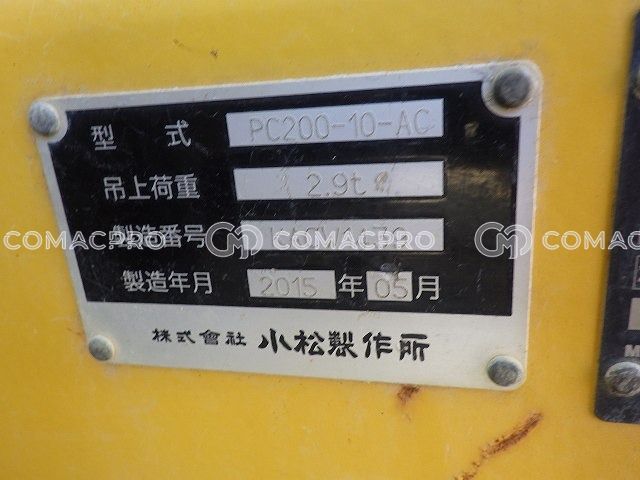 型 式 PC200-10-AC
吊上荷重 2.9t
製造番号
製造年月 2015 年 05 月
株式會社 小松製作所
COMACPRO COMACPRO COMACPRO